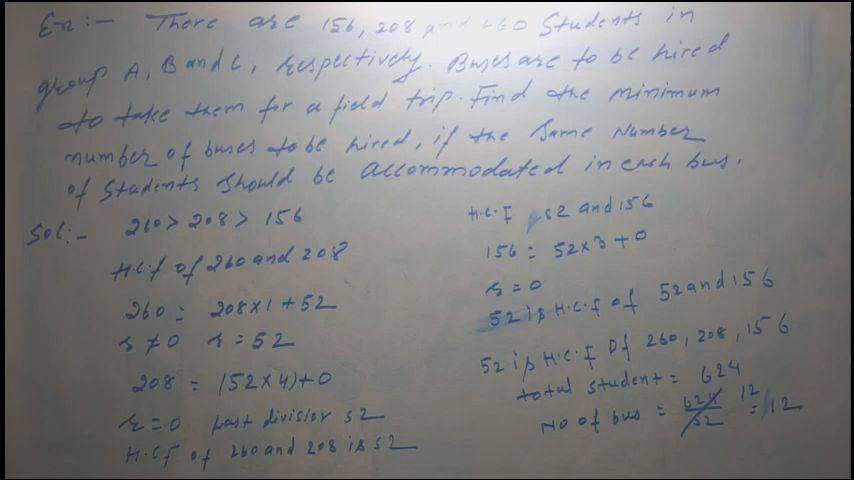 Ex:- There are 156, 208 and 260 Students in
group A, B and C, respectively. Buses are to be hired
to take them for a field trip. Find the minimum
number of buses to be hired, if the same Number
of Students should be accommodated in each bus.
Sol:- 260 > 208 > 156
H.C.f of 260 and 208
260 = 208×1+52
r ≠ 0 r = 52
208 = (52×4)+0
r = 0 past division 52
H.C.F of 260 and 208 is 52
H.C.F 52 and 156
156 = 52×3+0
r = 0
52 is H.C.F of 52 and 156
52 is H.C.F Of 260, 208, 156
total student = 624
No of bus = 624/52 12 = 12